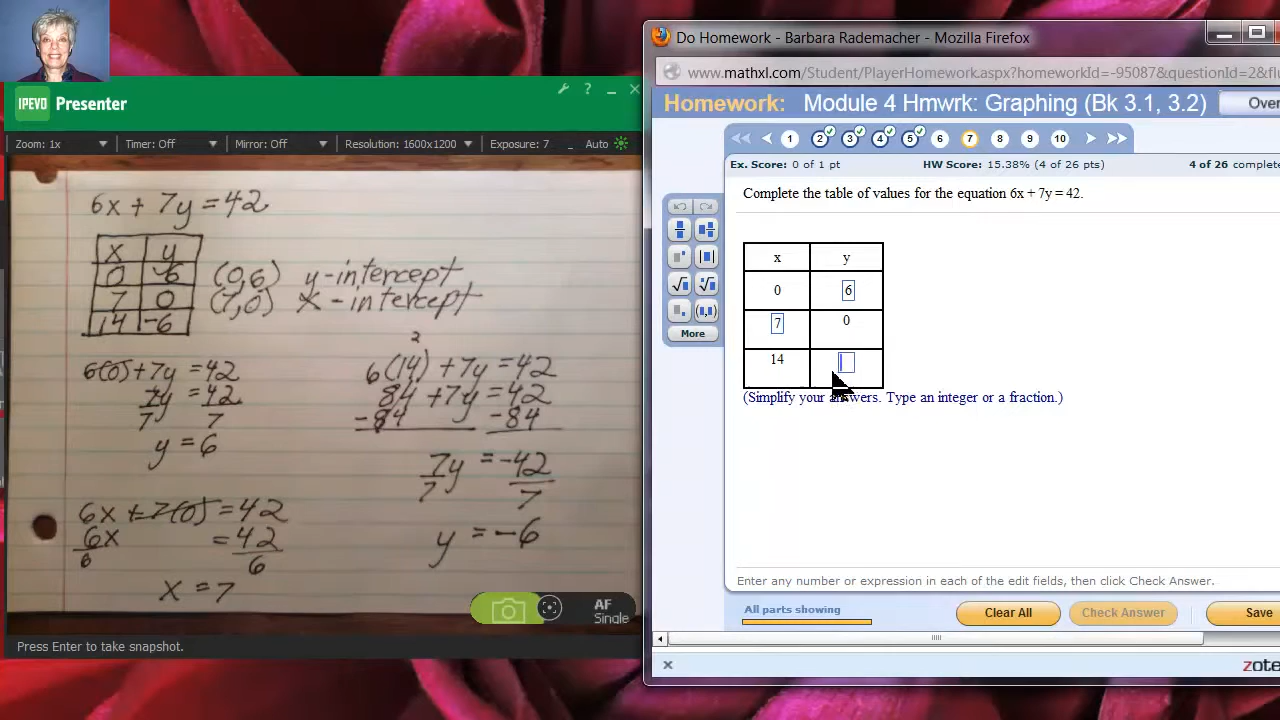 IPEVO Presenter
Zoom: 1x Timer: Off Mirror: Off Resolution: 1600x1200 Exposure: 7 Auto
6x + 7y = 42
x y
0 6 (0,6) y-intercept
7 0 (7,0) x-intercept
14 -6
6(0)+7y = 42
7y = 42
7 7
y = 6
6x + 7(0) = 42
6x = 42
6 6
x = 7
2
6(14) + 7y = 42
84 + 7y = 42
-84 -84
7y = -42
7 7
y = -6
AF
Single
Press Enter to take snapshot.
Do Homework - Barbara Rademacher - Mozilla Firefox
www.mathxl.com/Student/PlayerHomework.aspx?homeworkId=-95087&questionId=2&fl
Homework: Module 4 Hmwrk: Graphing (Bk 3.1, 3.2) Over
1 2 3 4 5 6 7 8 9 10
Ex. Score: 0 of 1 pt HW Score: 15.38% (4 of 26 pts) 4 of 26 complete
Complete the table of values for the equation 6x + 7y = 42.
x y
0 6
7 0
14
(Simplify your answers. Type an integer or a fraction.)
More
Enter any number or expression in each of the edit fields, then click Check Answer.
All parts showing Clear All Check Answer Save
zote